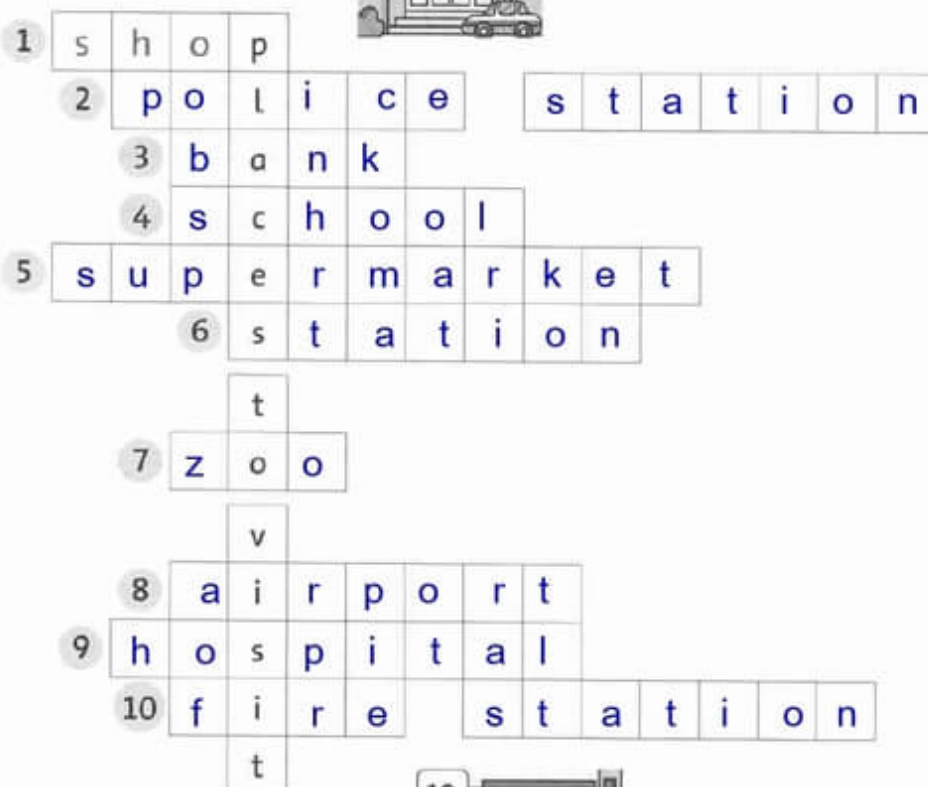 1 shop
2 police station
3 bank
4 school
5 supermarket
6 station
t
7 zoo
v
8 airport
9 hospital
10 fire station
t